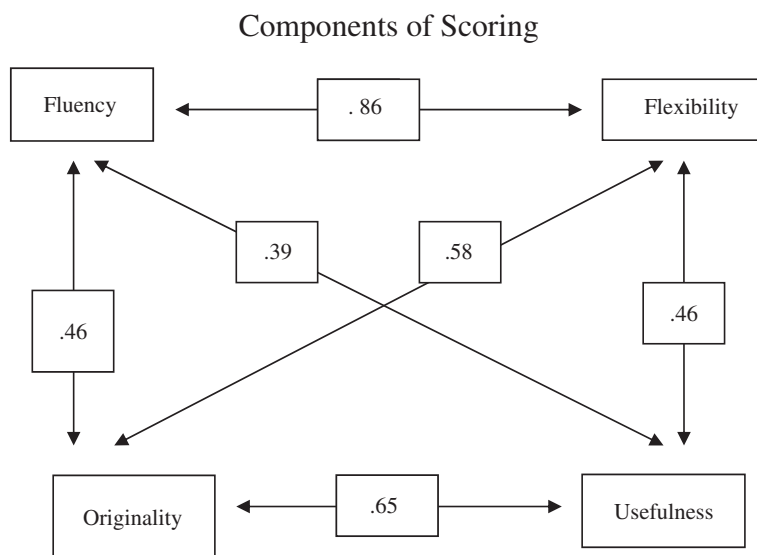 Components of Scoring
Fluency
. 86
Flexibility
.39
.58
.46
.46
Originality
.65
Usefulness